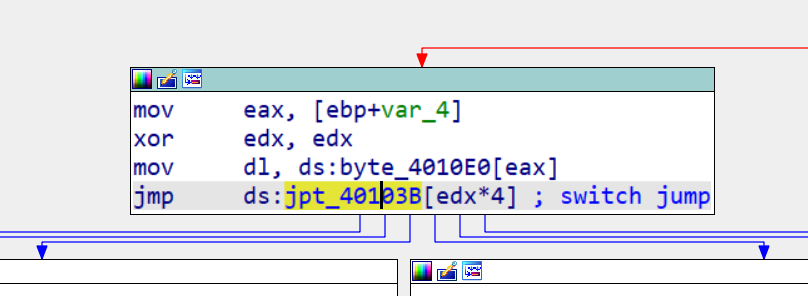 mov eax, [ebp+var_4]
xor edx, edx
mov dl, ds:byte_4010E0[eax]
jmp ds:jpt_40103B[edx*4] ; switch jump